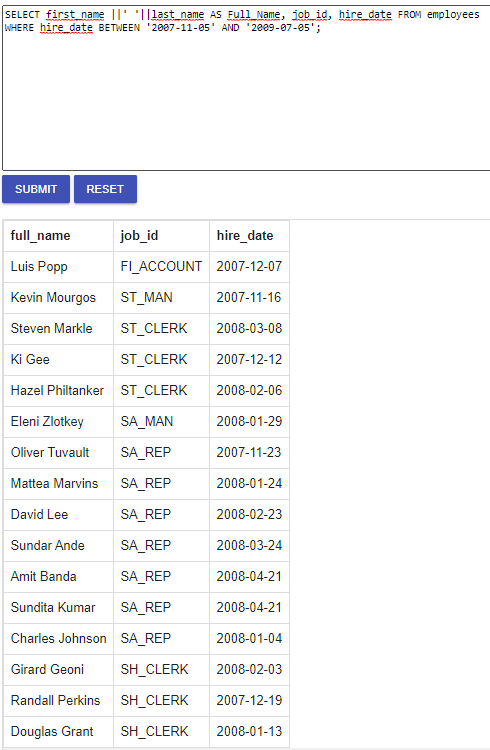 SELECT first_name ||' '||last_name AS Full_Name, job_id, hire_date FROM employees
WHERE hire_date BETWEEN '2007-11-05' AND '2009-07-05';
SUBMIT RESET
full_name job_id hire_date
Luis Popp FI_ACCOUNT 2007-12-07
Kevin Mourgos ST_MAN 2007-11-16
Steven Markle ST_CLERK 2008-03-08
Ki Gee ST_CLERK 2007-12-12
Hazel Philtanker ST_CLERK 2008-02-06
Eleni Zlotkey SA_MAN 2008-01-29
Oliver Tuvault SA_REP 2007-11-23
Mattea Marvins SA_REP 2008-01-24
David Lee SA_REP 2008-02-23
Sundar Ande SA_REP 2008-03-24
Amit Banda SA_REP 2008-04-21
Sundita Kumar SA_REP 2008-04-21
Charles Johnson SA_REP 2008-01-04
Girard Geoni SH_CLERK 2008-02-03
Randall Perkins SH_CLERK 2007-12-19
Douglas Grant SH_CLERK 2008-01-13